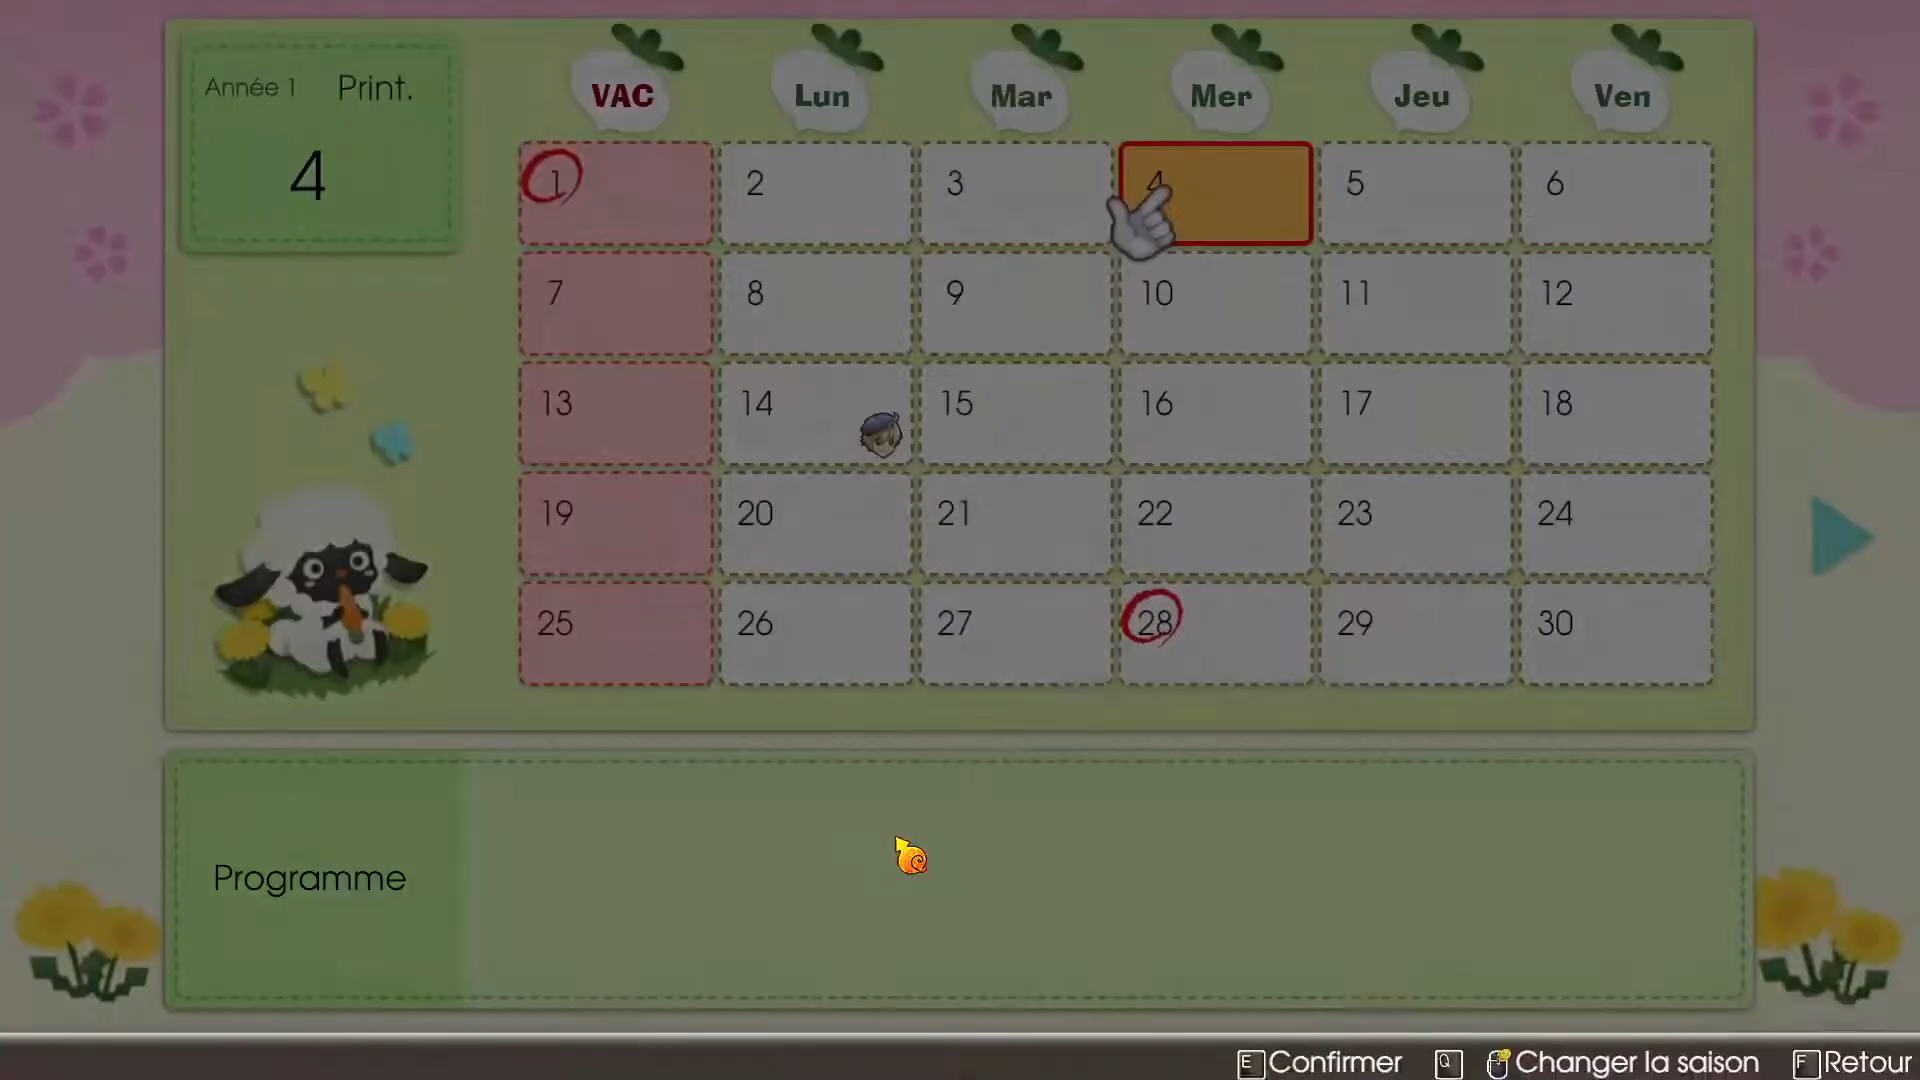 Année 1 Print.
4
VAC Lun Mar Mer Jeu Ven
1 2 3 4 5 6
7 8 9 10 11 12
13 14 15 16 17 18
19 20 21 22 23 24
25 26 27 28 29 30
Programme
E Confirmer Q Changer la saison F Retour